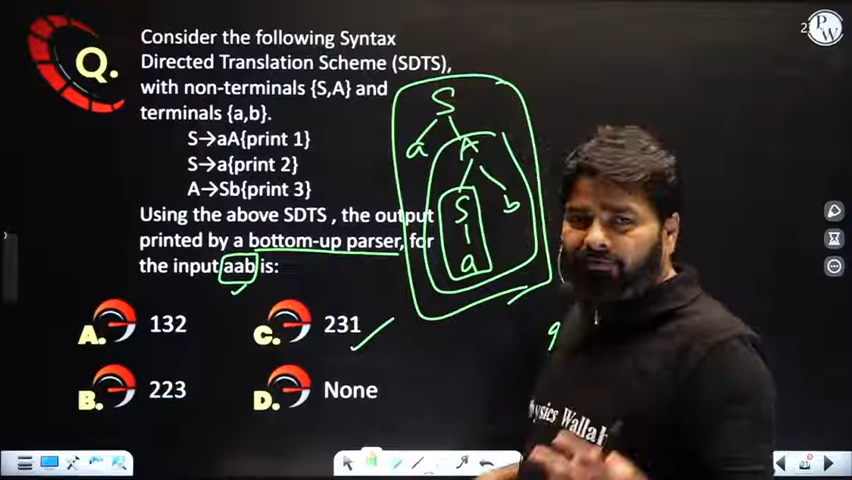 Q.
Consider the following Syntax
Directed Translation Scheme (SDTS),
with non-terminals {S,A} and
terminals {a,b}.
S→aA{print 1}
S→a{print 2}
A→Sb{print 3}
Using the above SDTS , the output
printed by a bottom-up parser, for
the input aab is:
A. 132
C. 231
B. 223
D. None
S
a A
S b
a
P
W
Physics Wallah